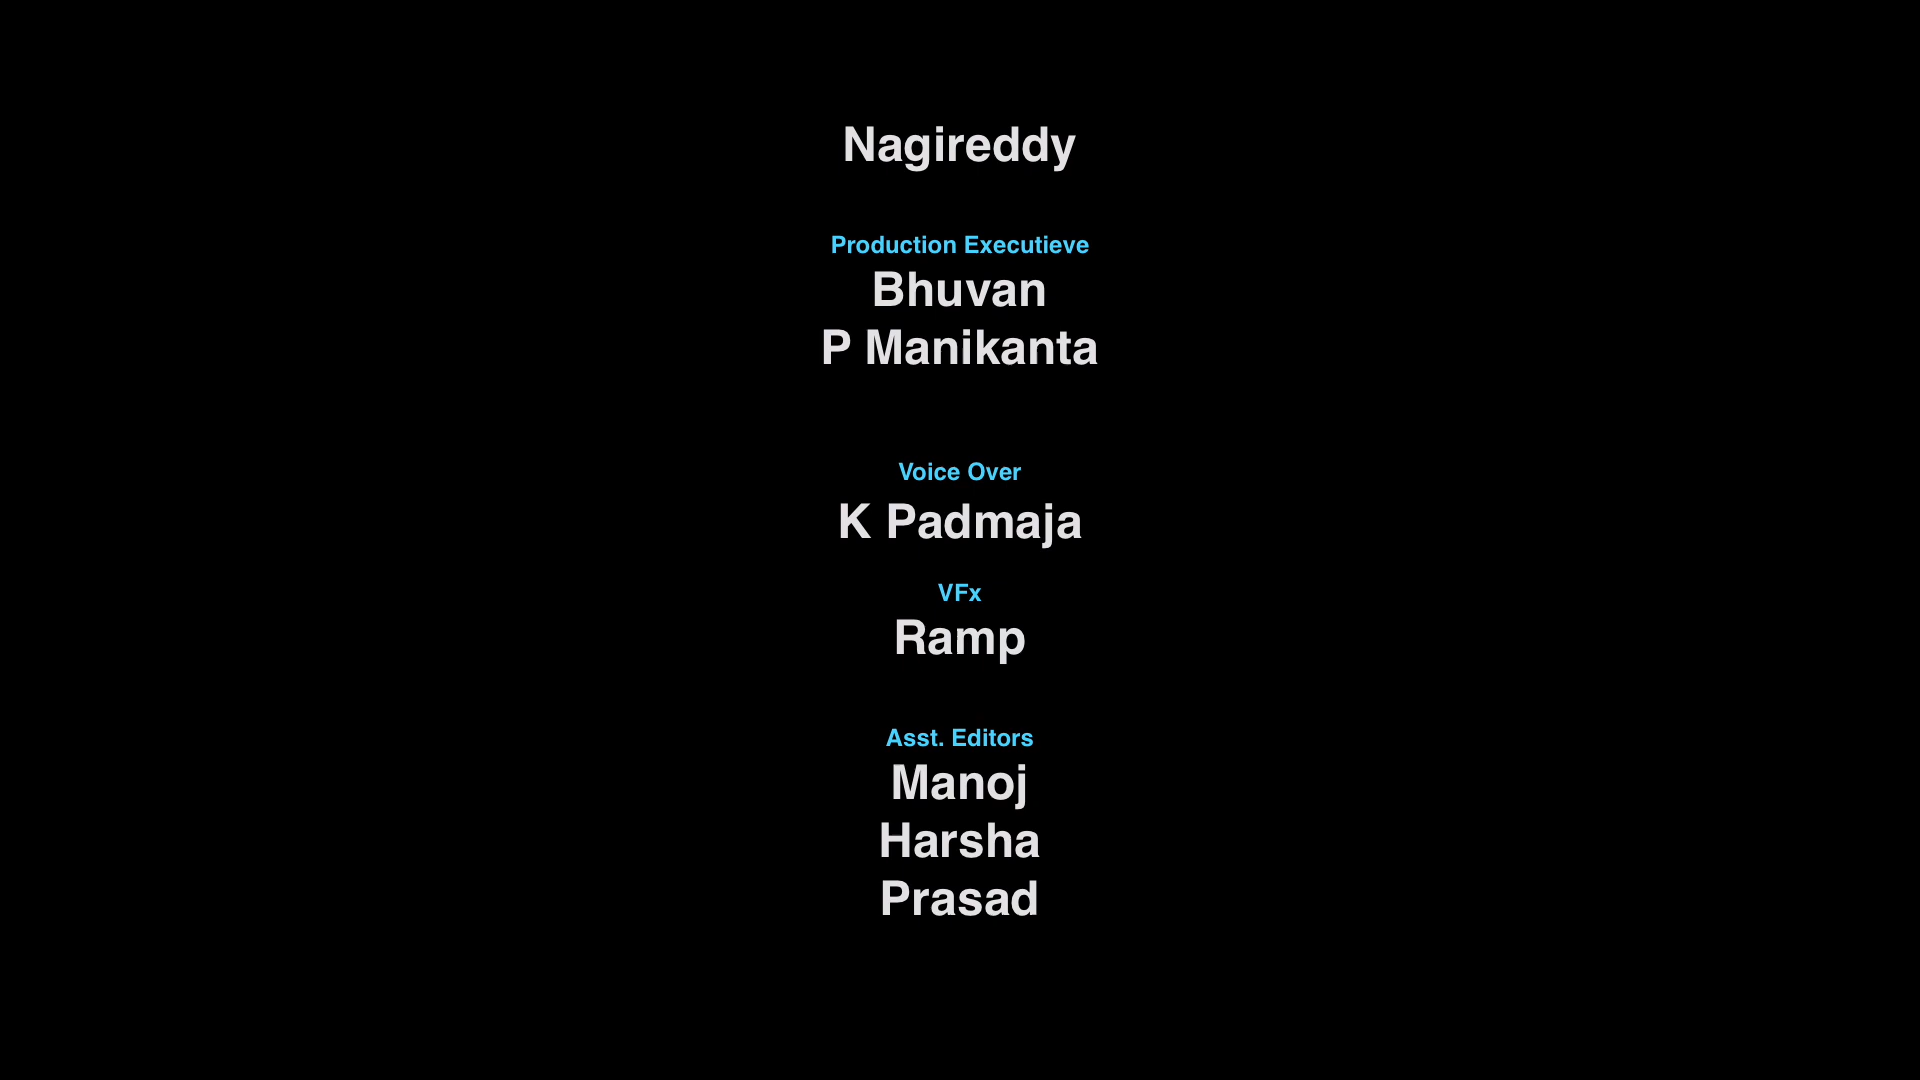 Nagireddy
Production Executieve
Bhuvan
P Manikanta
Voice Over
K Padmaja
VFx
Ramp
Asst. Editors
Manoj
Harsha
Prasad